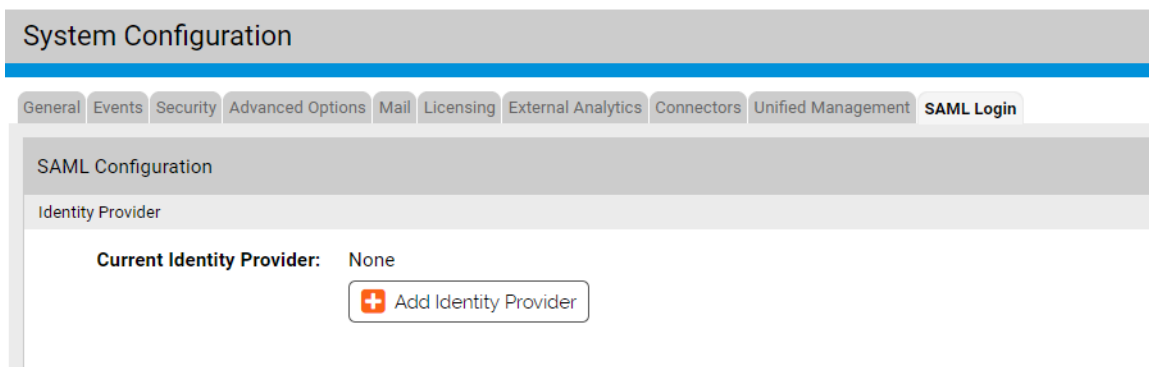 System Configuration
General Events Security Advanced Options Mail Licensing External Analytics Connectors Unified Management SAML Login
SAML Configuration
Identity Provider
Current Identity Provider: None
Add Identity Provider